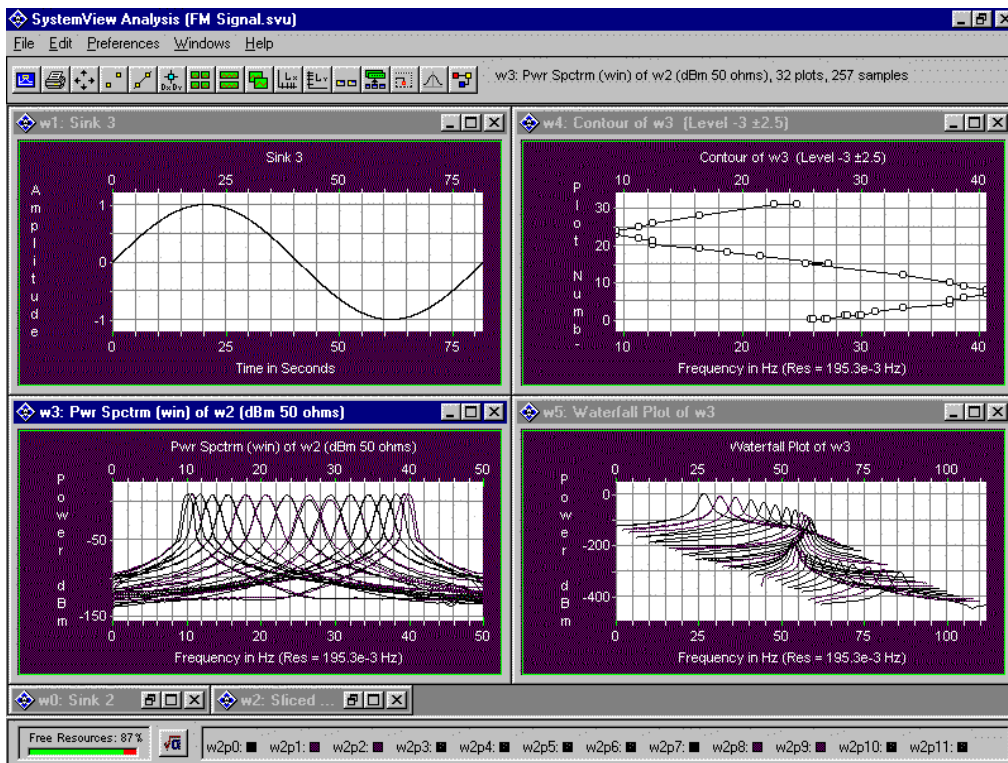 SystemView Analysis (FM Signal.svu)
File Edit Preferences Windows Help
w3: Pwr Spctrm (win) of w2 (dBm 50 ohms), 32 plots, 257 samples
w1: Sink 3
Sink 3
0 25 50 75
Amplitude
1
0
-1
0 25 50 75
Time in Seconds
w4: Contour of w3 (Level -3 ±2.5)
Contour of w3 (Level -3 ±2.5)
10 20 30 40
Plot Numb-
30
20
10
0
10 20 30 40
Frequency in Hz (Res = 195.3e-3 Hz)
w3: Pwr Spctrm (win) of w2 (dBm 50 ohms)
Pwr Spctrm (win) of w2 (dBm 50 ohms)
0 10 20 30 40 50
Power dBm
-50
-150
0 10 20 30 40 50
Frequency in Hz (Res = 195.3e-3 Hz)
w5: Waterfall Plot of w3
Waterfall Plot of w3
0 25 50 75 100
Power dBm
0
-200
-400
0 25 50 75 100
Frequency in Hz (Res = 195.3e-3 Hz)
w0: Sink 2
w2: Sliced ...
Free Resources: 87%
√α
w2p0: w2p1: w2p2: w2p3: w2p4: w2p5: w2p6: w2p7: w2p8: w2p9: w2p10: w2p11: